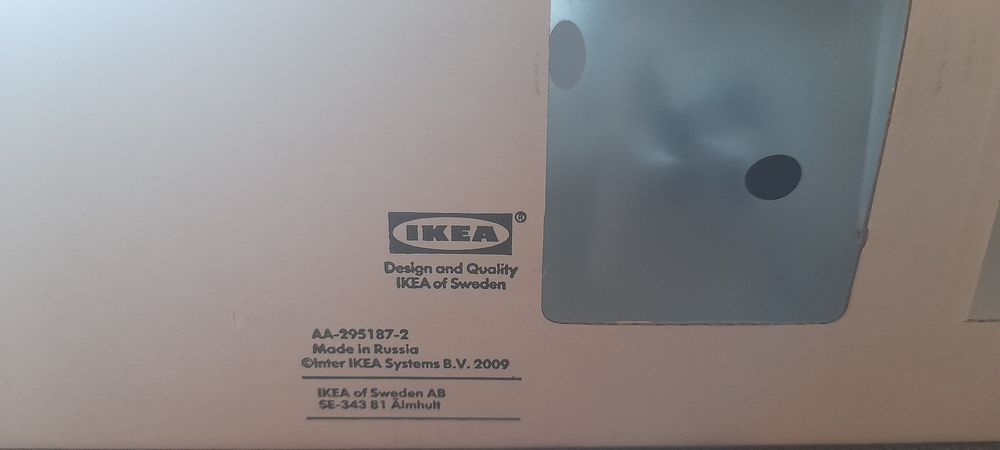 IKEA®
Design and Quality
IKEA of Sweden
AA-295187-2
Made in Russia
©Inter IKEA Systems B.V. 2009
IKEA of Sweden AB
SE-343 81 Älmhult